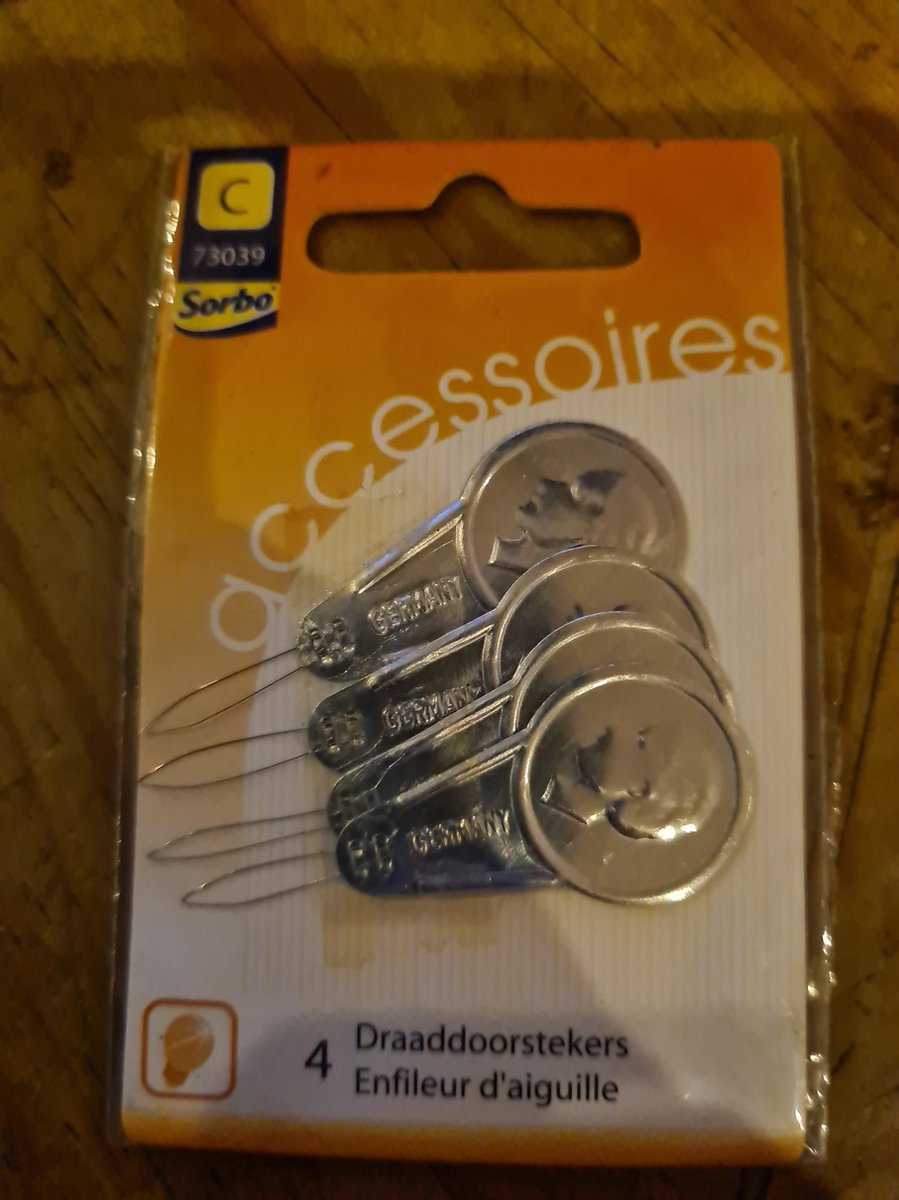 C
73039
Sorbo
accessoires
GERMANY
GERMANY
GERMANY
4
Draaddoorstekers
Enfileur d'aiguille